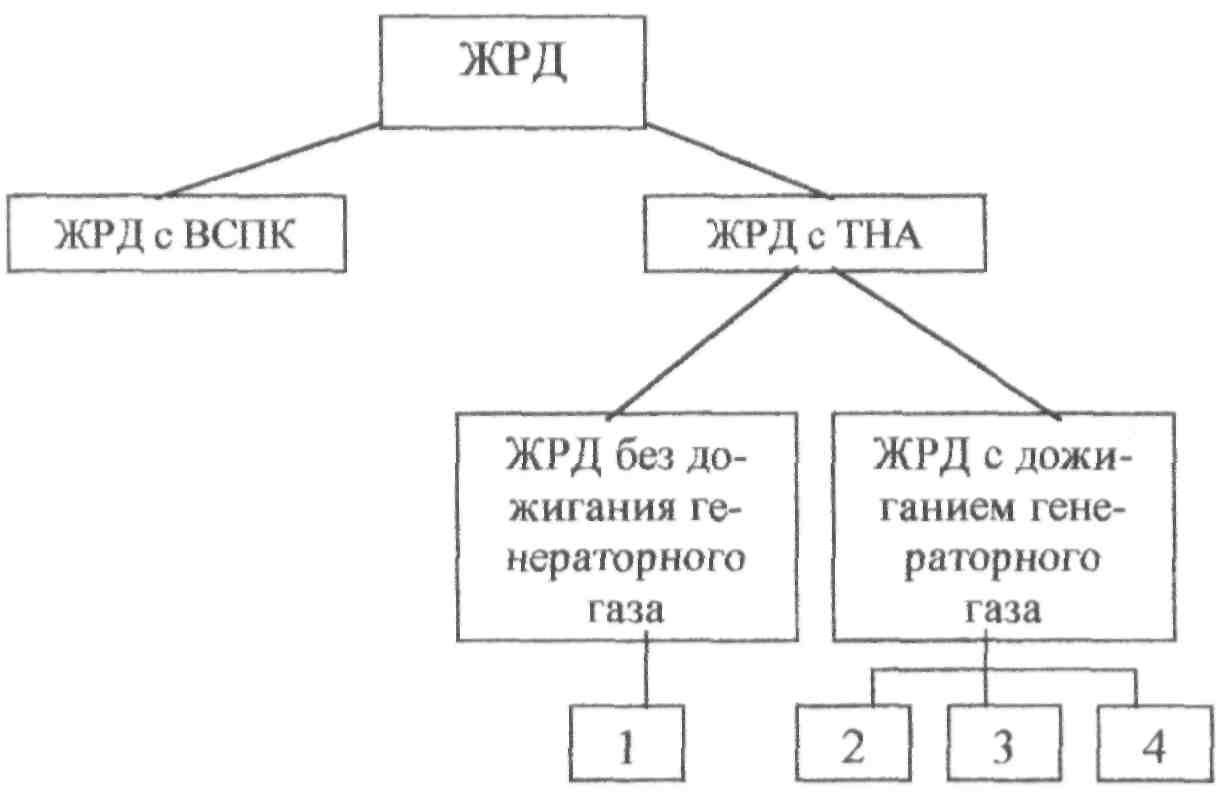 ЖРД
ЖРД с ВСПК
ЖРД с ТНА
ЖРД без до-
жигания ге-
нераторного
газа
ЖРД с дожи-
ганием гене-
раторного
газа
1
2
3
4